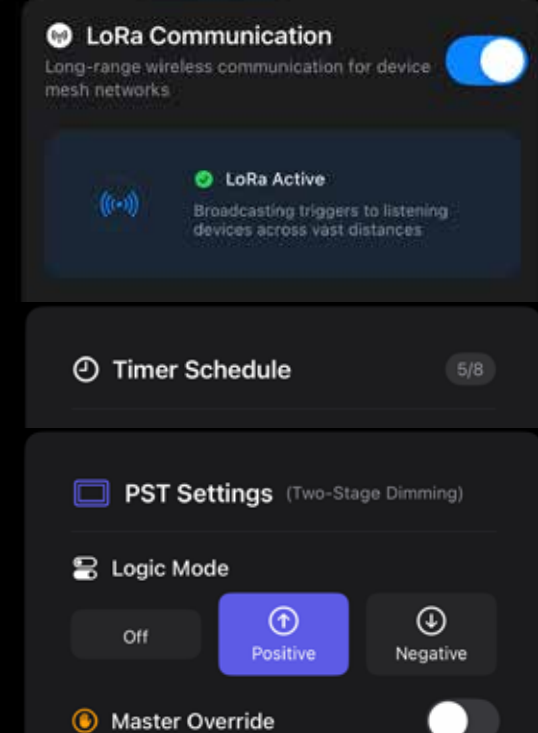 LoRa Communication
Long-range wireless communication for device
mesh networks
LoRa Active
Broadcasting triggers to listening
devices across vast distances
Timer Schedule 5/8
PST Settings (Two-Stage Dimming)
Logic Mode
Off Positive Negative
Master Override